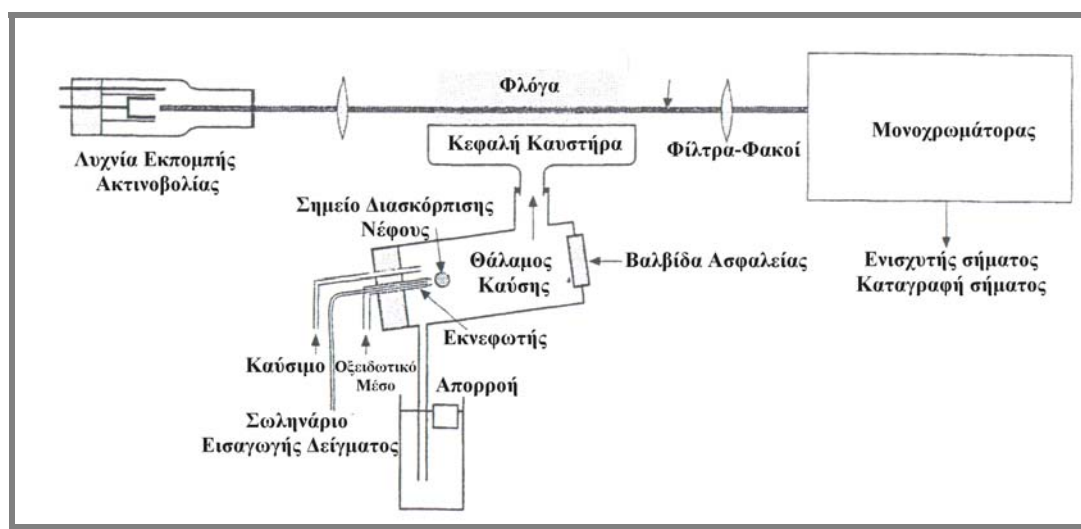 Φλόγα
Μονοχρωμάτορας
Λυχνία Εκπομπής
Ακτινοβολίας
Κεφαλή Καυστήρα
Φίλτρα-Φακοί
Σημείο Διασκόρπισης
Νέφους
Θάλαμος
Καύσης
Βαλβίδα Ασφαλείας
Ενισχυτής σήματος
Καταγραφή σήματος
Εκνεφωτής
Καύσιμο
Οξειδωτικό
Μέσο
Απορροή
Σωληνάριο
Εισαγωγής Δείγματος